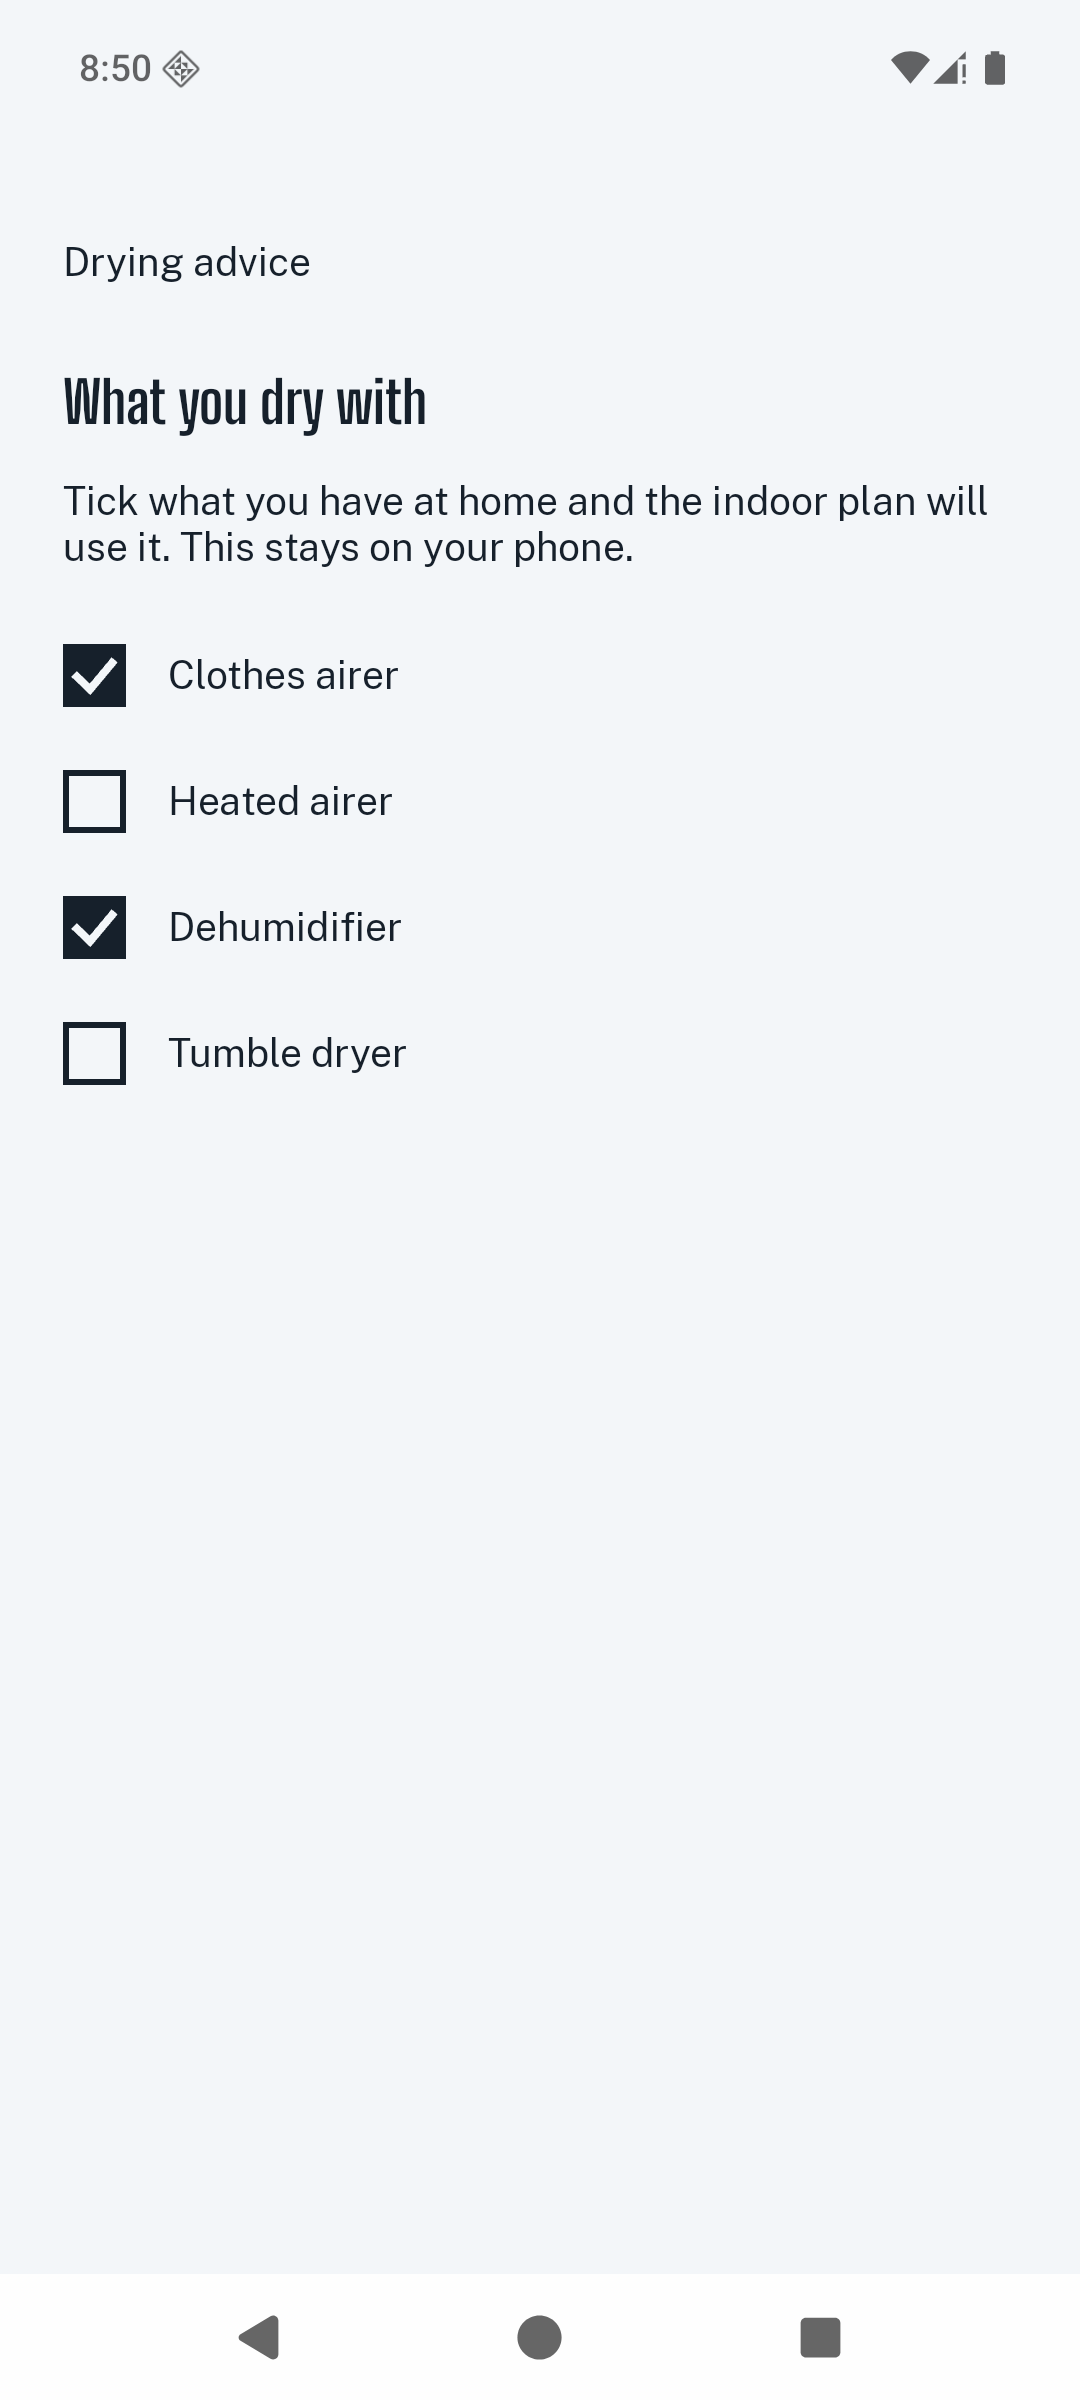 8:50
Drying advice
What you dry with
Tick what you have at home and the indoor plan will
use it. This stays on your phone.
Clothes airer
Heated airer
Dehumidifier
Tumble dryer